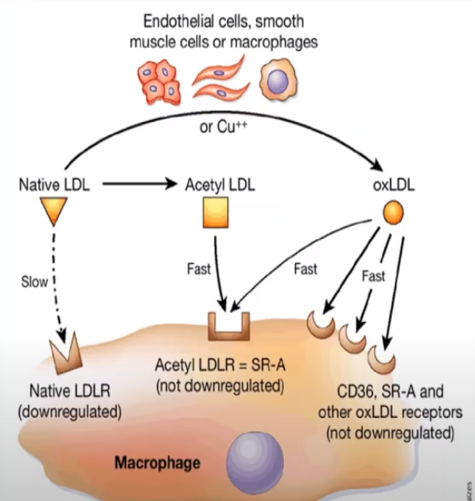 Endothelial cells, smooth
muscle cells or macrophages
or Cu++
Native LDL
Acetyl LDL
oxLDL
Slow
Fast
Fast
Fast
Native LDLR
(downregulated)
Acetyl LDLR = SR-A
(not downregulated)
CD36, SR-A and
other oxLDL receptors
(not downregulated)
Macrophage